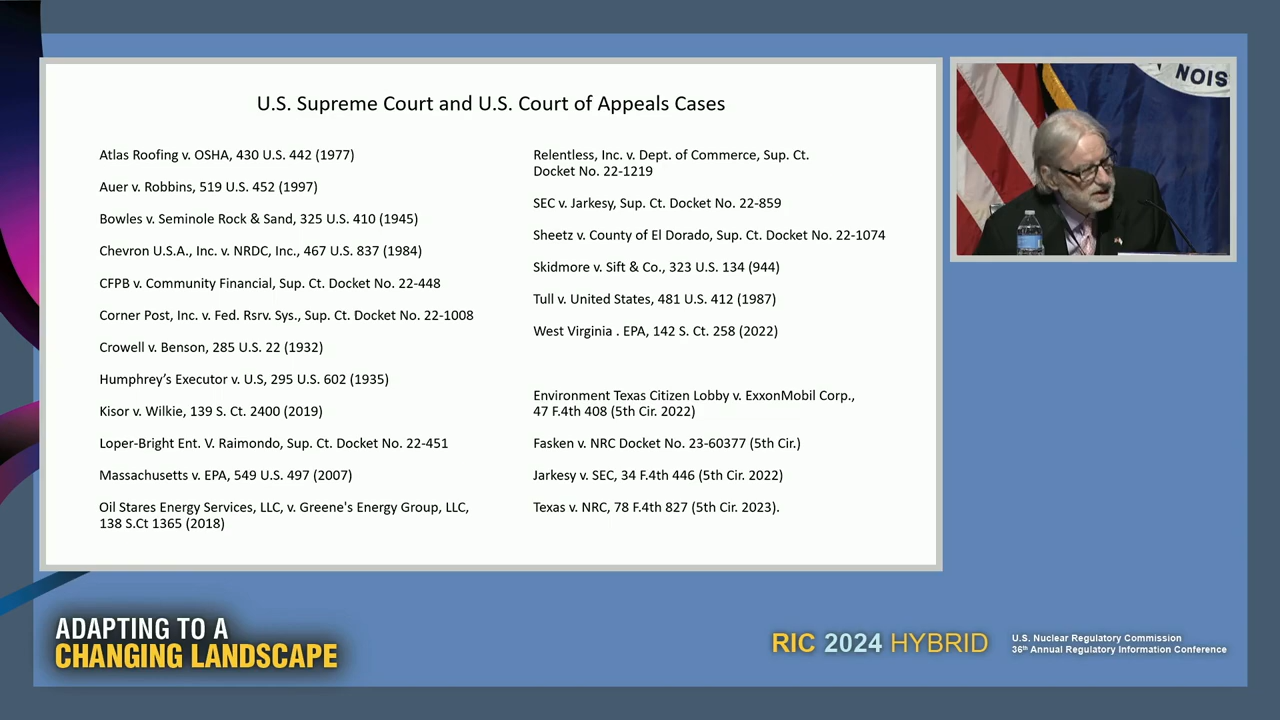 U.S. Supreme Court and U.S. Court of Appeals Cases
Atlas Roofing v. OSHA, 430 U.S. 442 (1977)
Auer v. Robbins, 519 U.S. 452 (1997)
Bowles v. Seminole Rock & Sand, 325 U.S. 410 (1945)
Chevron U.S.A., Inc. v. NRDC, Inc., 467 U.S. 837 (1984)
CFPB v. Community Financial, Sup. Ct. Docket No. 22-448
Corner Post, Inc. v. Fed. Rsrv. Sys., Sup. Ct. Docket No. 22-1008
Crowell v. Benson, 285 U.S. 22 (1932)
Humphrey’s Executor v. U.S, 295 U.S. 602 (1935)
Kisor v. Wilkie, 139 S. Ct. 2400 (2019)
Loper-Bright Ent. V. Raimondo, Sup. Ct. Docket No. 22-451
Massachusetts v. EPA, 549 U.S. 497 (2007)
Oil Stares Energy Services, LLC, v. Greene's Energy Group, LLC,
138 S.Ct 1365 (2018)
Relentless, Inc. v. Dept. of Commerce, Sup. Ct.
Docket No. 22-1219
SEC v. Jarkesy, Sup. Ct. Docket No. 22-859
Sheetz v. County of El Dorado, Sup. Ct. Docket No. 22-1074
Skidmore v. Sift & Co., 323 U.S. 134 (944)
Tull v. United States, 481 U.S. 412 (1987)
West Virginia . EPA, 142 S. Ct. 258 (2022)
Environment Texas Citizen Lobby v. ExxonMobil Corp.,
47 F.4th 408 (5th Cir. 2022)
Fasken v. NRC Docket No. 23-60377 (5th Cir.)
Jarkesy v. SEC, 34 F.4th 446 (5th Cir. 2022)
Texas v. NRC, 78 F.4th 827 (5th Cir. 2023).
NOIS
ADAPTING TO A
CHANGING LANDSCAPE
RIC 2024 HYBRID
U.S. Nuclear Regulatory Commission
36th Annual Regulatory Information Conference